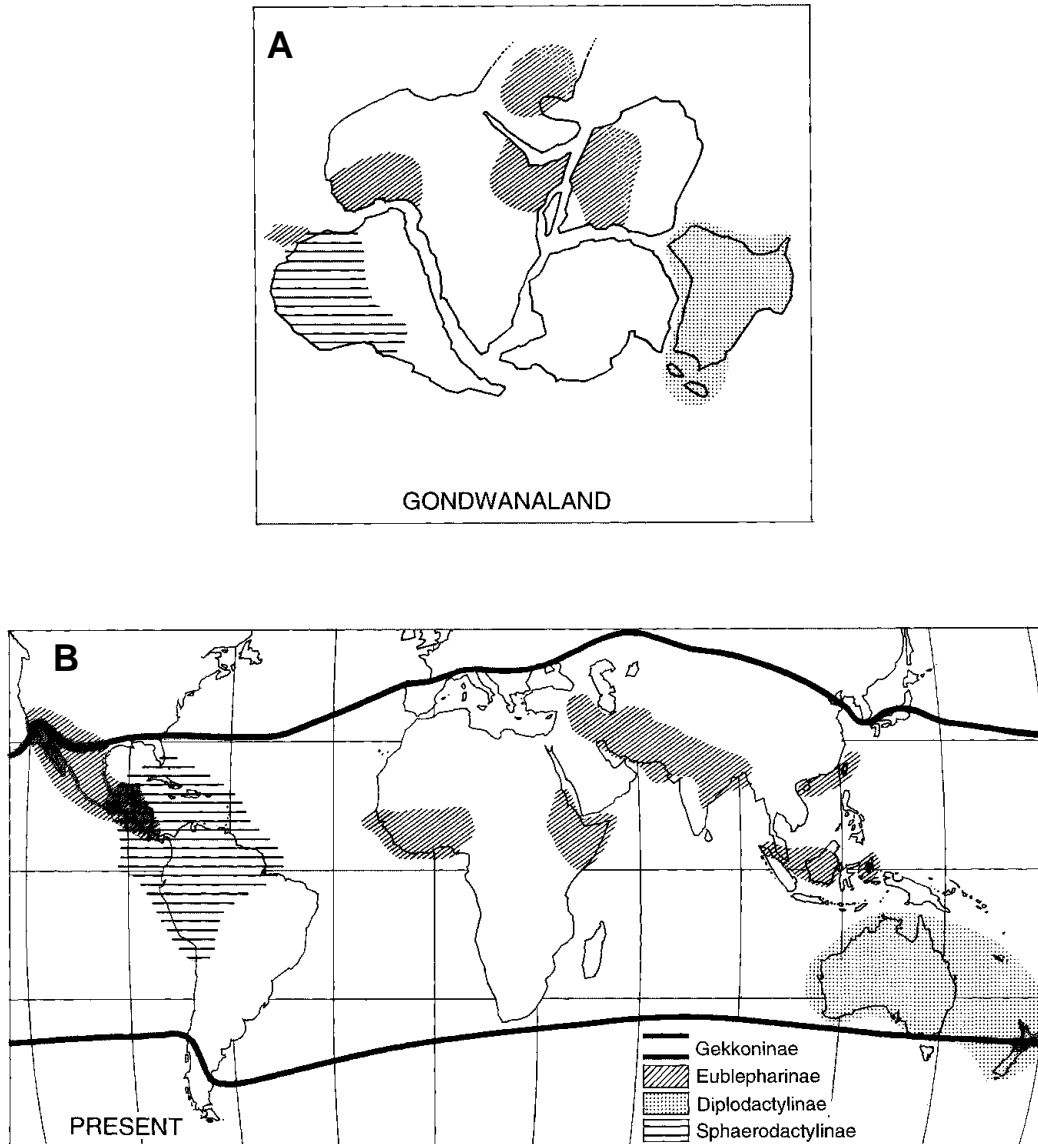 A
GONDWANALAND
B
Gekkoninae
Eublepharinae
Diplodactylinae
Sphaerodactylinae
PRESENT